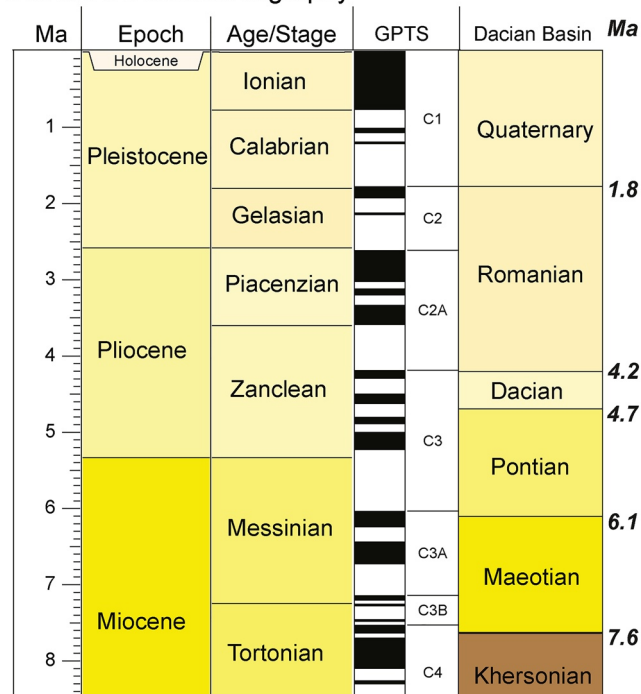 Ma Epoch Age/Stage GPTS Dacian Basin Ma
Holocene
Ionian
1
C1
Quaternary
Calabrian
Pleistocene
1.8
2
Gelasian
C2
Romanian
3
Piacenzian
C2A
Pliocene
4
4.2
Zanclean
Dacian
4.7
5
C3
Pontian
6
6.1
Messinian
C3A
Maeotian
7
C3B
Miocene
7.6
Tortonian
8
C4
Khersonian